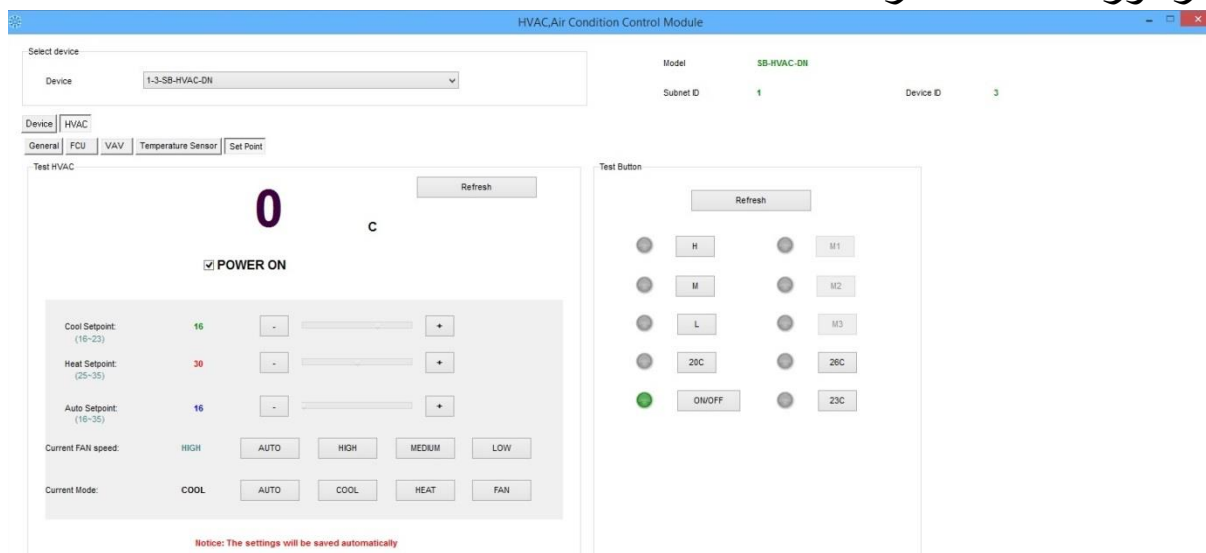 HVAC,Air Condition Control Module
Select device
Device 1-3-SB-HVAC-DN
Model SB-HVAC-DN
Subnet ID 1 Device ID 3
Device HVAC
General FCU VAV Temperature Sensor Set Point
Test HVAC
Refresh
0 C
POWER ON
Cool Setpoint: 16 - +
(16~23)
Heat Setpoint: 30 - +
(25~35)
Auto Setpoint: 16 - +
(16~35)
Current FAN speed: HIGH AUTO HIGH MEDIUM LOW
Current Mode: COOL AUTO COOL HEAT FAN
Notice: The settings will be saved automatically
Test Button
Refresh
H M1
M M2
L M3
20C 26C
ON/OFF 23C